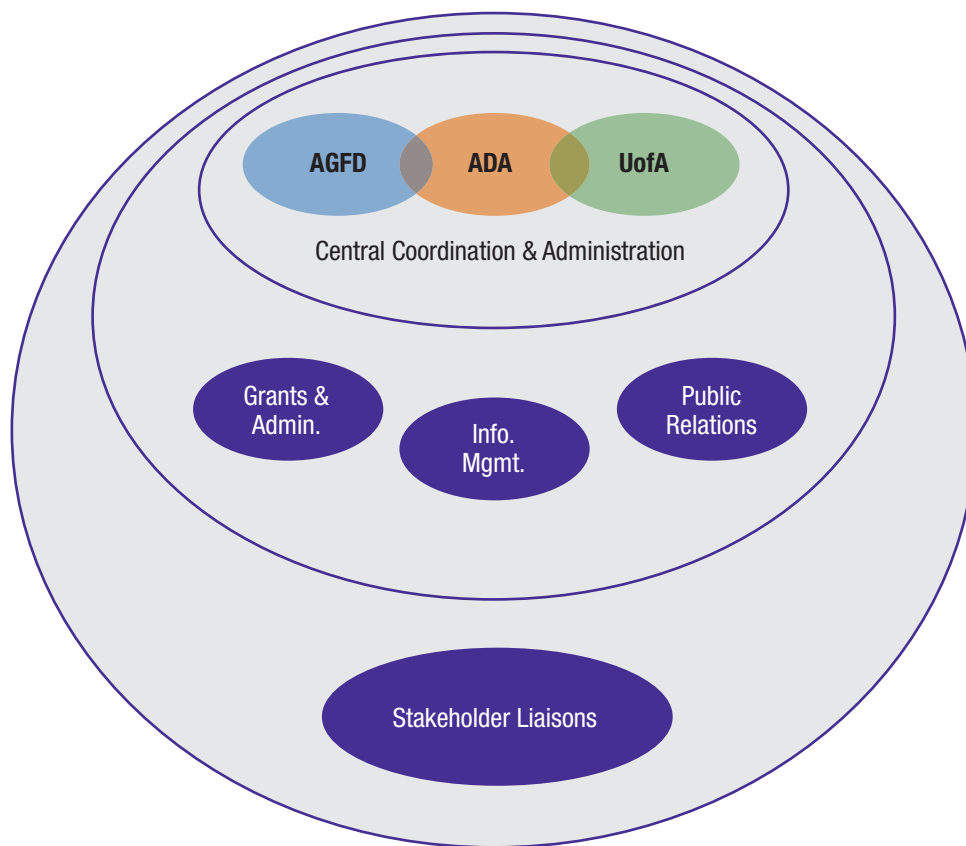 AGFD
ADA
UofA
Central Coordination & Administration
Grants &
Admin.
Info.
Mgmt.
Public
Relations
Stakeholder Liaisons